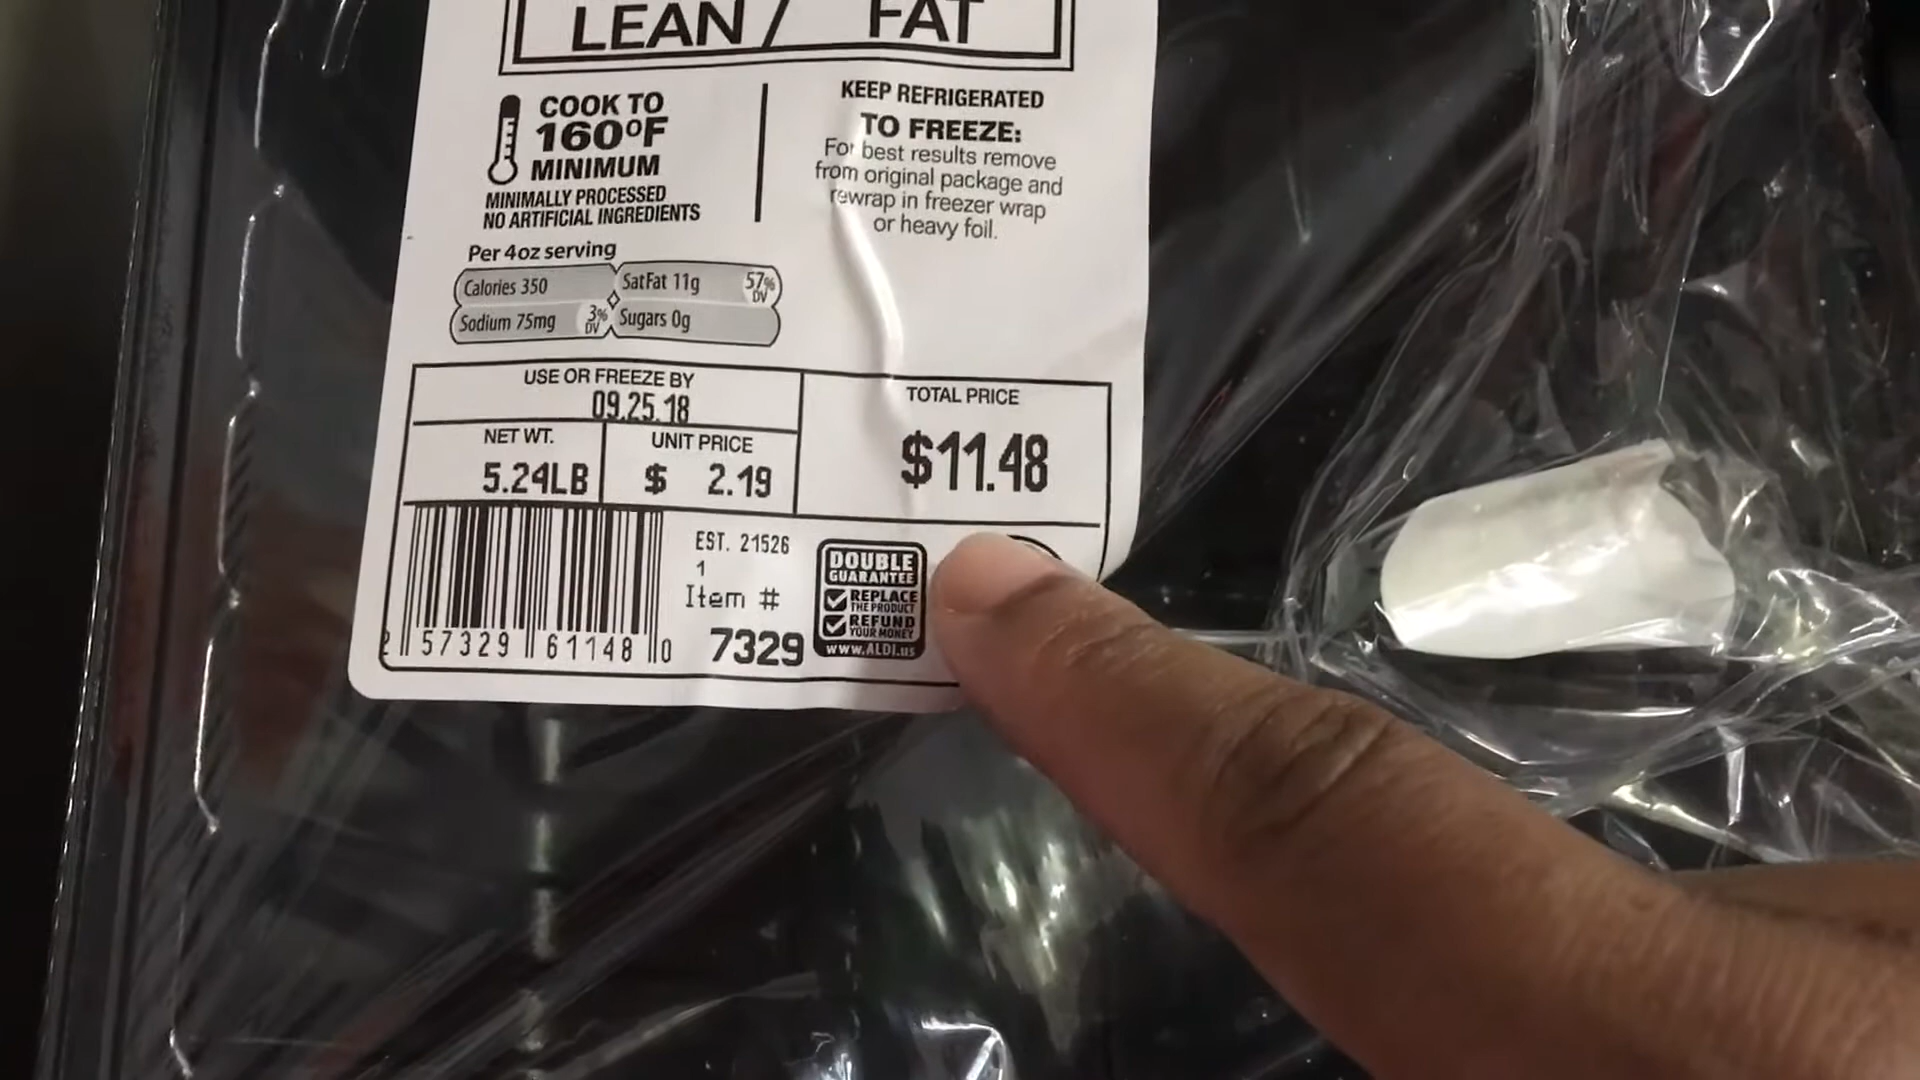 LEAN / FAT
COOK TO
160ºF
MINIMUM
MINIMALLY PROCESSED
NO ARTIFICIAL INGREDIENTS
KEEP REFRIGERATED
TO FREEZE:
For best results remove
from original package and
rewrap in freezer wrap
or heavy foil.
Per 4oz serving
Calories 350
SatFat 11g 57% DV
Sodium 75mg 3% DV
Sugars 0g
USE OR FREEZE BY
09.25.18
NET WT.
5.24LB
UNIT PRICE
$ 2.19
TOTAL PRICE
$11.48
2 57329 61148 0
EST. 21526
1
Item #
7329
DOUBLE
GUARANTEE
REPLACE
THE PRODUCT
REFUND
YOUR MONEY
www.ALDI.us